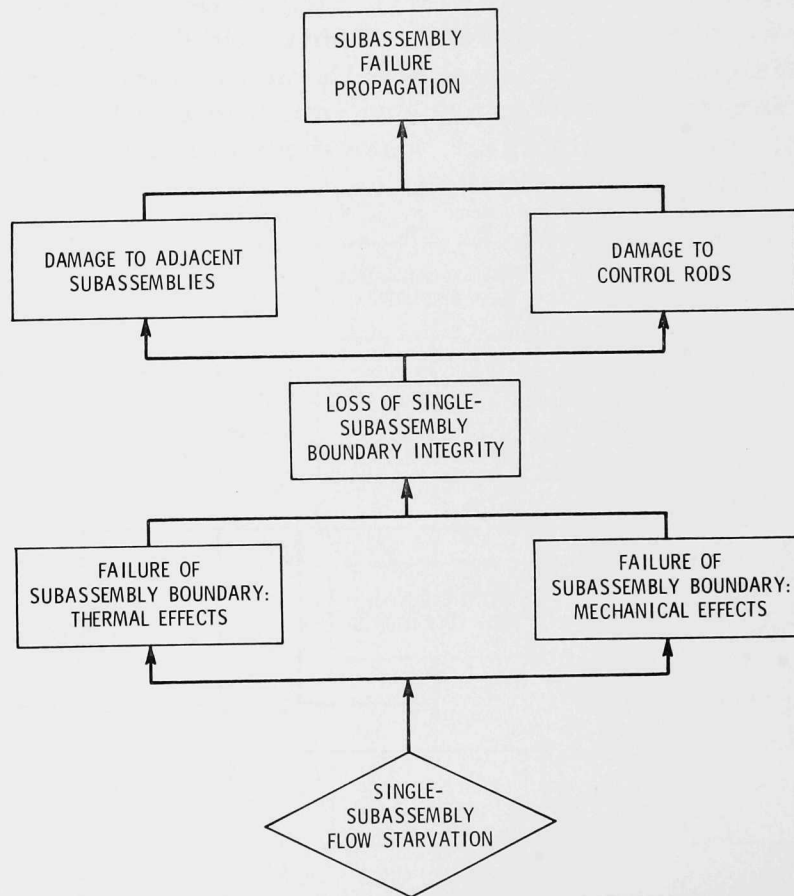 SUBASSEMBLY
FAILURE
PROPAGATION
DAMAGE TO ADJACENT
SUBASSEMBLIES
DAMAGE TO
CONTROL RODS
LOSS OF SINGLE-
SUBASSEMBLY
BOUNDARY INTEGRITY
FAILURE OF
SUBASSEMBLY BOUNDARY:
THERMAL EFFECTS
FAILURE OF
SUBASSEMBLY BOUNDARY:
MECHANICAL EFFECTS
SINGLE-
SUBASSEMBLY
FLOW STARVATION